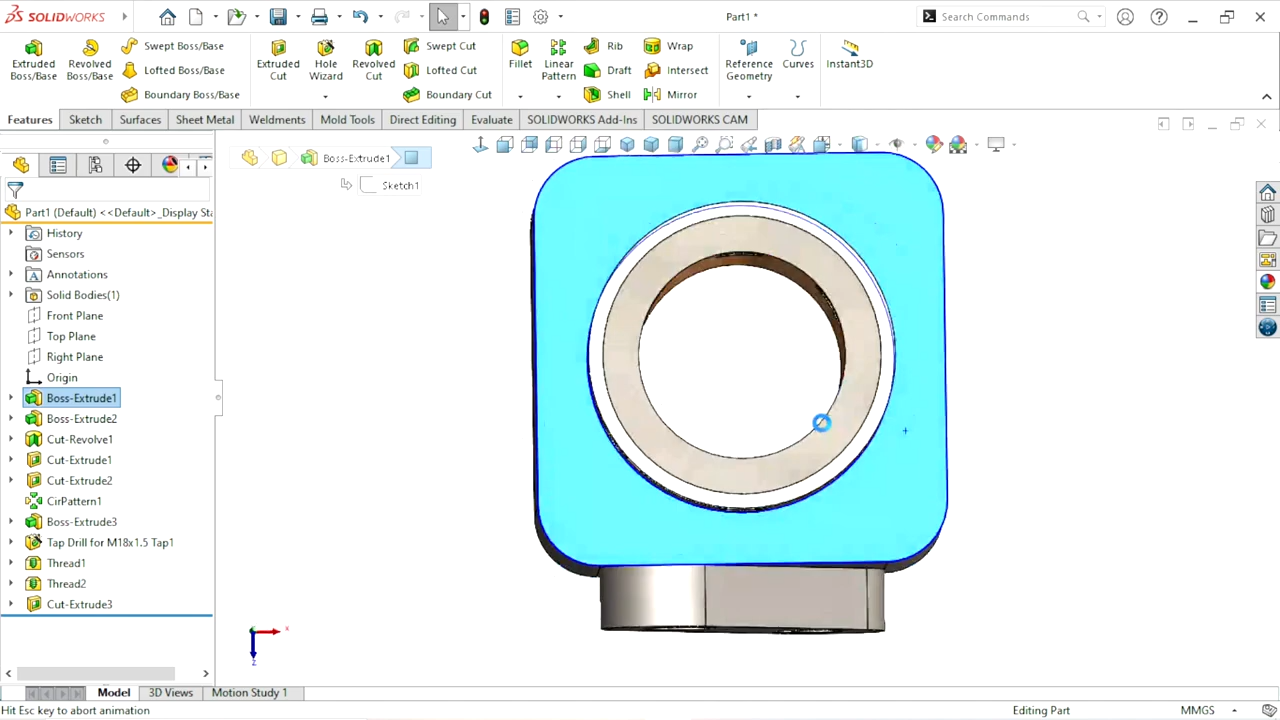 SOLIDWORKS
Part1 *
Search Commands
Extruded Boss/Base
Revolved Boss/Base
Swept Boss/Base
Lofted Boss/Base
Boundary Boss/Base
Extruded Cut
Hole Wizard
Revolved Cut
Swept Cut
Lofted Cut
Boundary Cut
Fillet
Linear Pattern
Rib
Draft
Shell
Wrap
Intersect
Mirror
Reference Geometry
Curves
Instant3D
Features
Sketch
Surfaces
Sheet Metal
Weldments
Mold Tools
Direct Editing
Evaluate
SOLIDWORKS Add-Ins
SOLIDWORKS CAM
Boss-Extrude1
Sketch1
Part1 (Default) <<Default>_Display Sta
History
Sensors
Annotations
Solid Bodies(1)
Front Plane
Top Plane
Right Plane
Origin
Boss-Extrude1
Boss-Extrude2
Cut-Revolve1
Cut-Extrude1
Cut-Extrude2
CirPattern1
Boss-Extrude3
Tap Drill for M18x1.5 Tap1
Thread1
Thread2
Cut-Extrude3
x
z
Model
3D Views
Motion Study 1
Hit Esc key to abort animation
Editing Part
MMGS